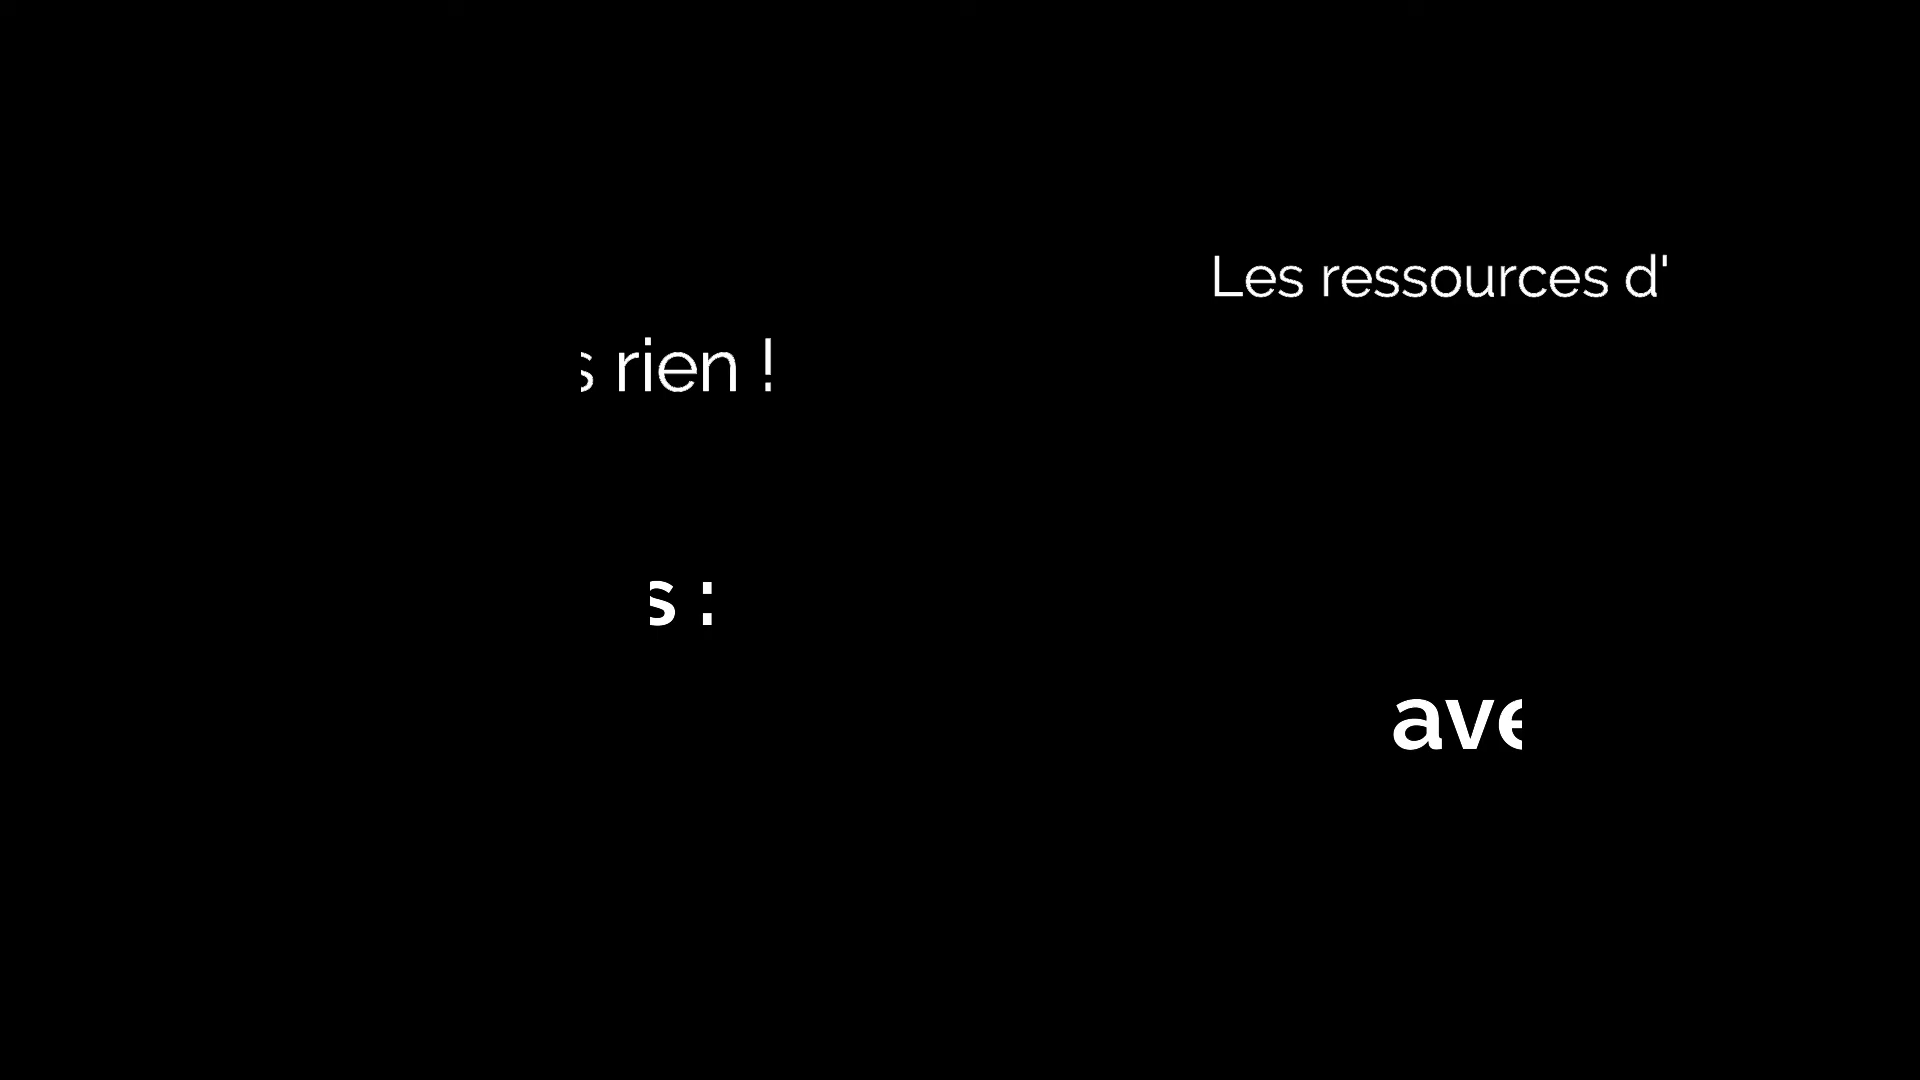 Les ressources d'
s rien !
s :
ave